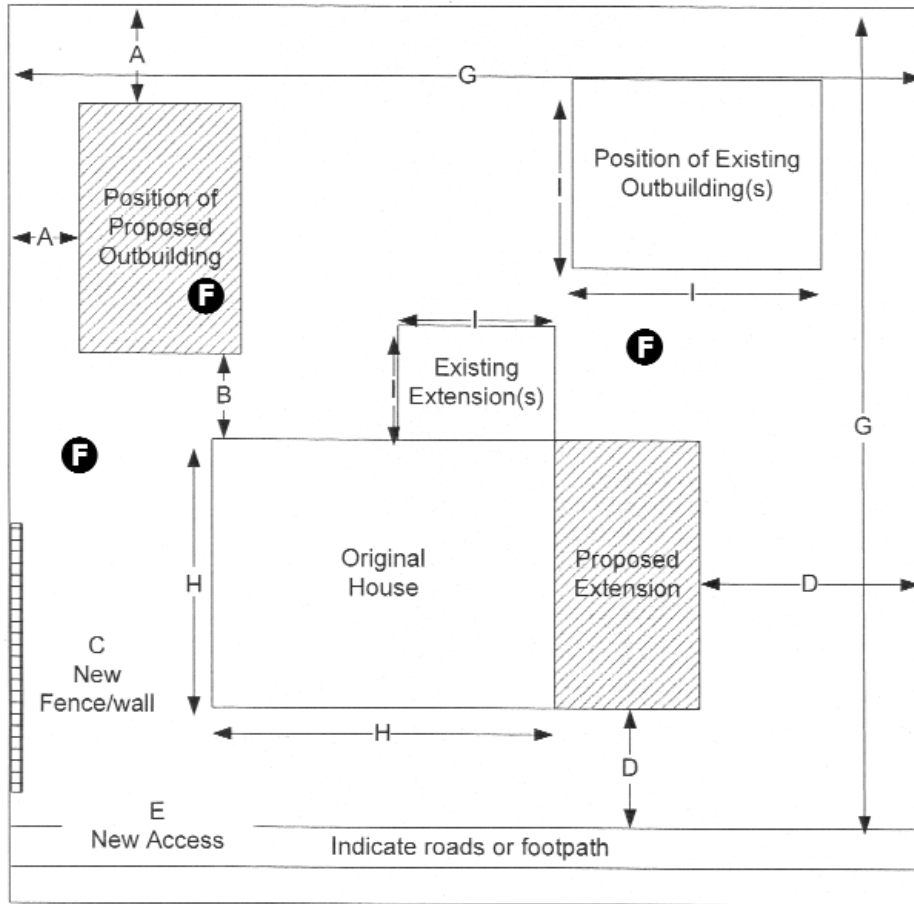 A
G
Position of
Proposed
Outbuilding
Position of Existing
Outbuilding(s)
I
A
F
I
I
F
Existing
Extension(s)
I
B
G
F
Original
House
Proposed
Extension
H
D
C
New
Fence/wall
H
D
E
New Access
Indicate roads or footpath